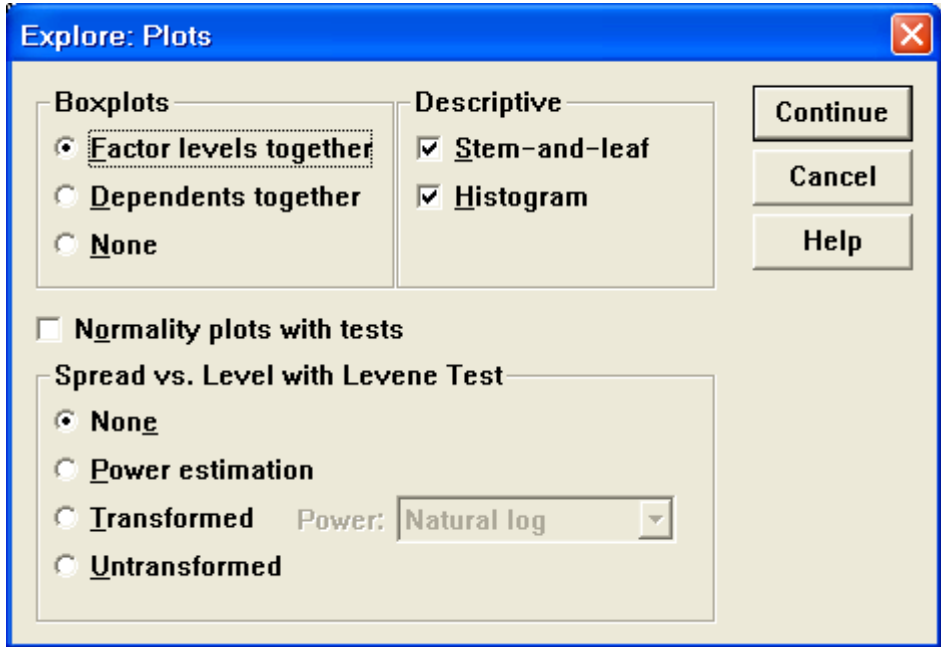 Explore: Plots
Boxplots
Factor levels together
Dependents together
None
Descriptive
Stem-and-leaf
Histogram
Continue
Cancel
Help
Normality plots with tests
Spread vs. Level with Levene Test
None
Power estimation
Transformed Power: Natural log
Untransformed